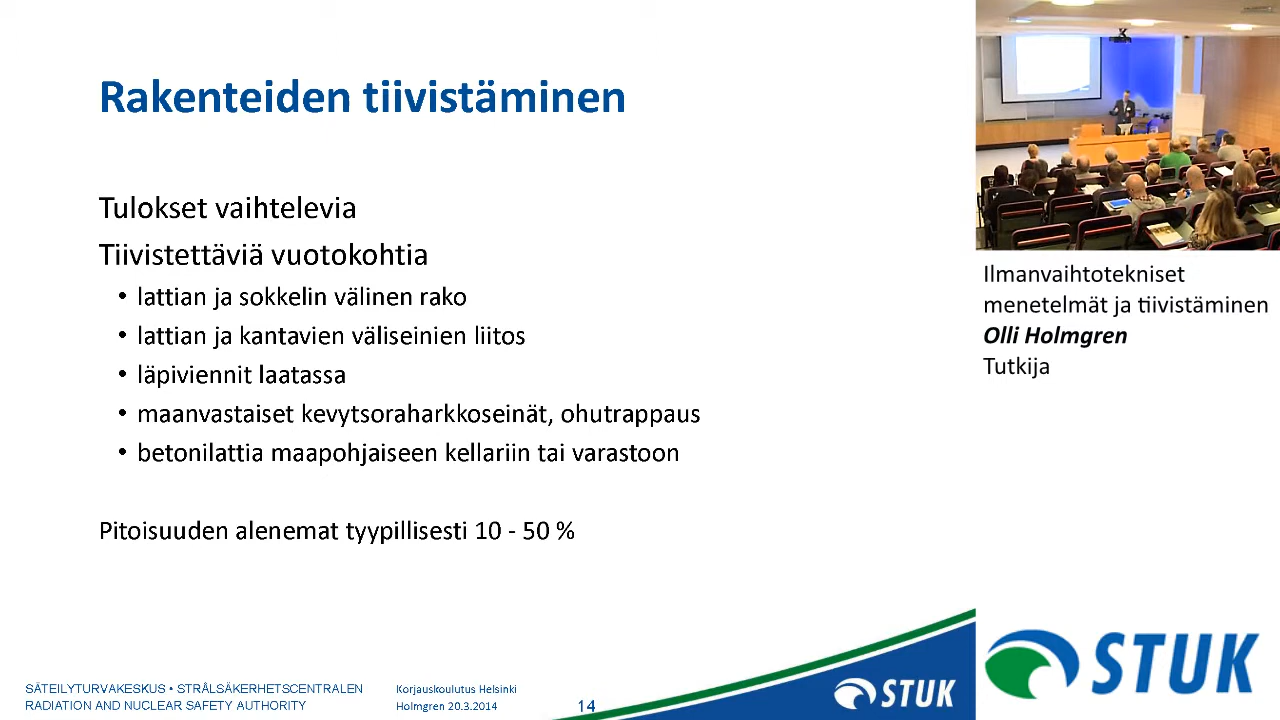 Rakenteiden tiivistäminen
Tulokset vaihtelevia
Tiivistettäviä vuotokohtia
• lattian ja sokkelin välinen rako
• lattian ja kantavien väliseinien liitos
• läpiviennit laatassa
• maanvastaiset kevytsoraharkkoseinät, ohutrappaus
• betonilattia maapohjaiseen kellariin tai varastoon
Pitoisuuden alenemat tyypillisesti 10 - 50 %
SÄTEILYTURVAKESKUS • STRÅLSÄKERHETSCENTRALEN
RADIATION AND NUCLEAR SAFETY AUTHORITY
Korjauskoulutus Helsinki
Holmgren 20.3.2014
14
STUK
Ilmanvaihtotekniset
menetelmät ja tiivistäminen
Olli Holmgren
Tutkija
STUK